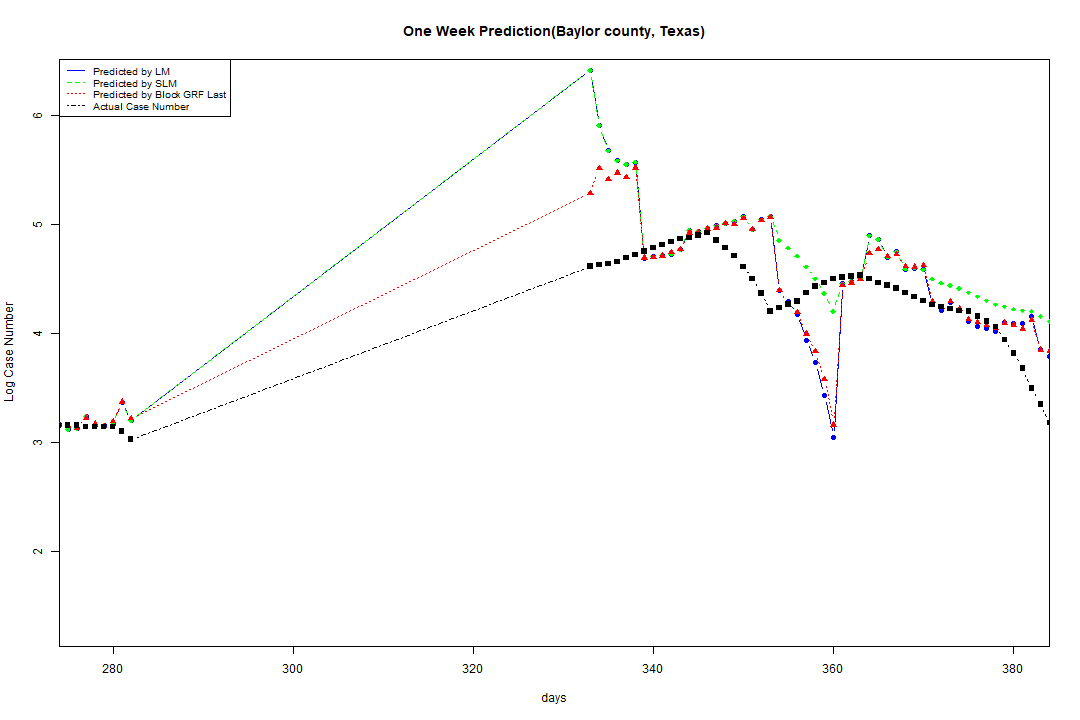 One Week Prediction(Baylor county, Texas)
Predicted by LM
Predicted by SLM
Predicted by Block GRF Last
Actual Case Number
6
5
4
3
2
Log Case Number
280 300 320 340 360 380
days